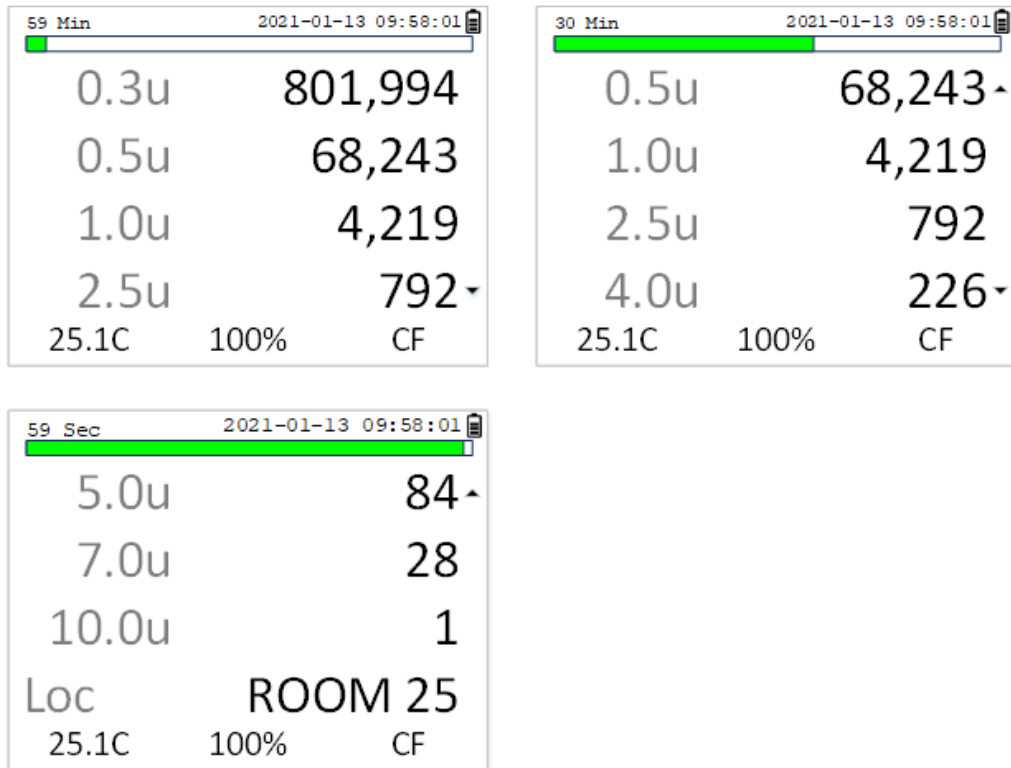 59 Min 2021-01-13 09:58:01
0.3u 801,994
0.5u 68,243
1.0u 4,219
2.5u 792
25.1C 100% CF
30 Min 2021-01-13 09:58:01
0.5u 68,243
1.0u 4,219
2.5u 792
4.0u 226
25.1C 100% CF
59 Sec 2021-01-13 09:58:01
5.0u 84
7.0u 28
10.0u 1
Loc ROOM 25
25.1C 100% CF